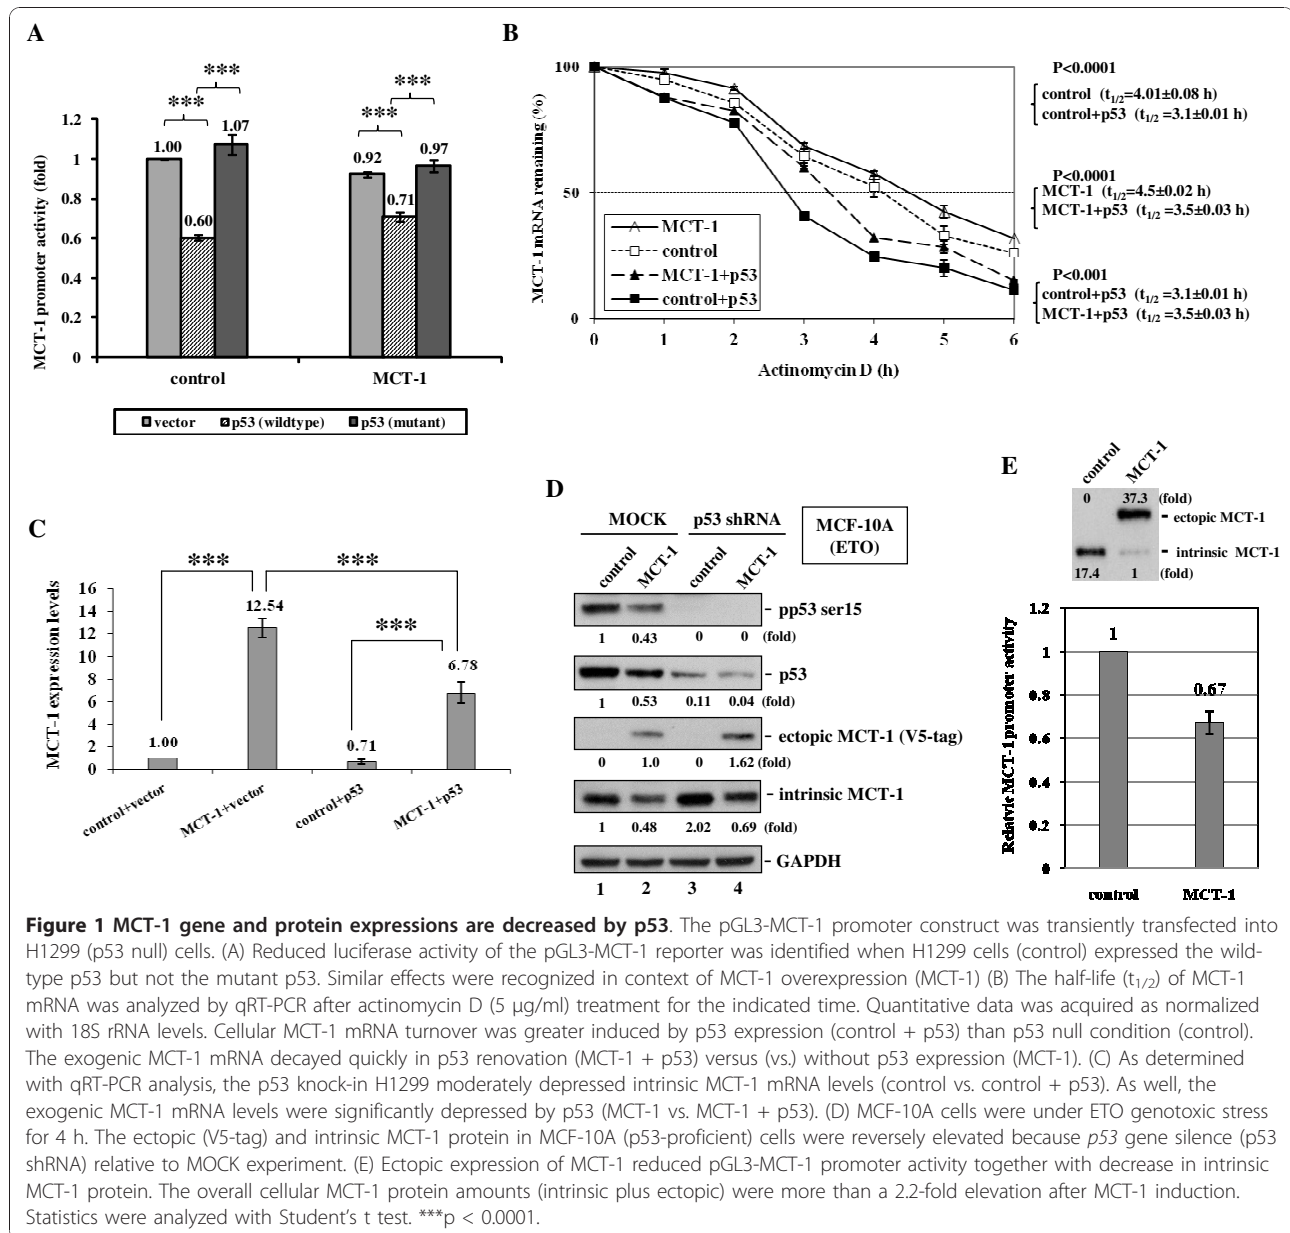 A
***
***
***
***
MCT-1 promoter activity (fold)
1.2
1
0.8
0.6
0.4
0.2
0
1.00
0.60
1.07
0.92
0.71
0.97
control
MCT-1
vector
p53 (wildtype)
p53 (mutant)
B
MCT-1 mRNA remaining (%)
100
50
0
MCT-1
control
MCT-1+p53
control+p53
0 1 2 3 4 5 6
Actinomycin D (h)
P<0.0001
control (t1/2=4.01±0.08 h)
control+p53 (t1/2 =3.1±0.01 h)
P<0.0001
MCT-1 (t1/2=4.5±0.02 h)
MCT-1+p53 (t1/2 =3.5±0.03 h)
P<0.001
control+p53 (t1/2 =3.1±0.01 h)
MCT-1+p53 (t1/2 =3.5±0.03 h)
C
***
***
***
MCT-1 expression levels
16
14
12
10
8
6
4
2
0
1.00
12.54
0.71
6.78
control+vector
MCT-1+vector
control+p53
MCT-1+p53
D
MOCK
p53 shRNA
MCF-10A
(ETO)
control
MCT-1
control
MCT-1
pp53 ser15
1 0.43 0 0 (fold)
p53
1 0.53 0.11 0.04 (fold)
ectopic MCT-1 (V5-tag)
0 1.0 0 1.62 (fold)
intrinsic MCT-1
1 0.48 2.02 0.69 (fold)
GAPDH
1 2 3 4
E
control
MCT-1
0 37.3 (fold)
ectopic MCT-1
intrinsic MCT-1
17.4 1 (fold)
Relatvie MCT-1 promoter activity
1.2
1
0.8
0.6
0.4
0.2
0
1
0.67
control
MCT-1
Figure 1 MCT-1 gene and protein expressions are decreased by p53. The pGL3-MCT-1 promoter construct was transiently transfected into
H1299 (p53 null) cells. (A) Reduced luciferase activity of the pGL3-MCT-1 reporter was identified when H1299 cells (control) expressed the wild-
type p53 but not the mutant p53. Similar effects were recognized in context of MCT-1 overexpression (MCT-1) (B) The half-life (t1/2) of MCT-1
mRNA was analyzed by qRT-PCR after actinomycin D (5 μg/ml) treatment for the indicated time. Quantitative data was acquired as normalized
with 18S rRNA levels. Cellular MCT-1 mRNA turnover was greater induced by p53 expression (control + p53) than p53 null condition (control).
The exogenic MCT-1 mRNA decayed quickly in p53 renovation (MCT-1 + p53) versus (vs.) without p53 expression (MCT-1). (C) As determined
with qRT-PCR analysis, the p53 knock-in H1299 moderately depressed intrinsic MCT-1 mRNA levels (control vs. control + p53). As well, the
exogenic MCT-1 mRNA levels were significantly depressed by p53 (MCT-1 vs. MCT-1 + p53). (D) MCF-10A cells were under ETO genotoxic stress
for 4 h. The ectopic (V5-tag) and intrinsic MCT-1 protein in MCF-10A (p53-proficient) cells were reversely elevated because p53 gene silence (p53
shRNA) relative to MOCK experiment. (E) Ectopic expression of MCT-1 reduced pGL3-MCT-1 promoter activity together with decrease in intrinsic
MCT-1 protein. The overall cellular MCT-1 protein amounts (intrinsic plus ectopic) were more than a 2.2-fold elevation after MCT-1 induction.
Statistics were analyzed with Student's t test. ***p < 0.0001.